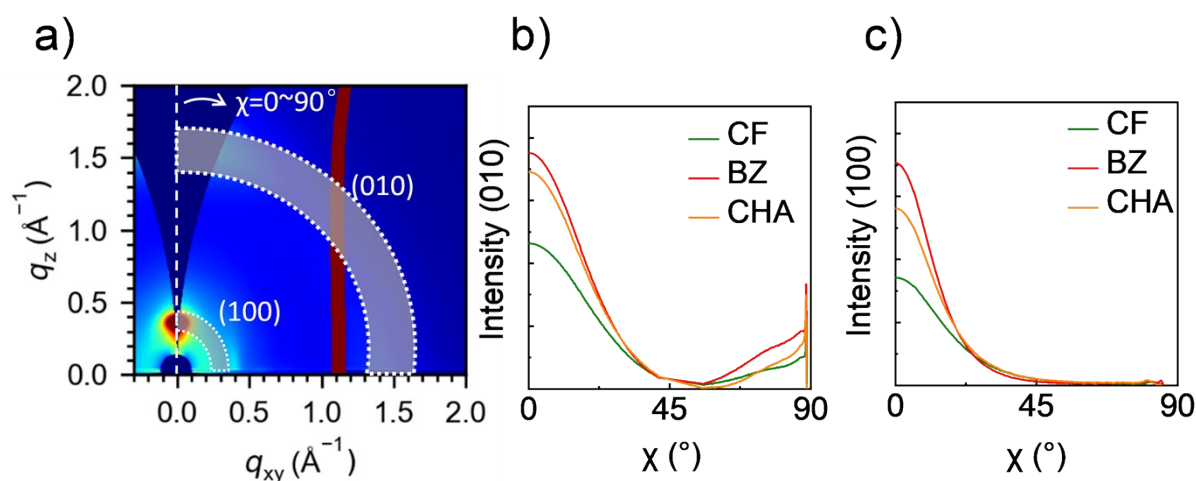 a)
b)
c)
2.0
1.5
1.0
0.5
0.0
qz (Å−1)
χ=0~90°
(010)
(100)
0.0 0.5 1.0 1.5 2.0
qxy (Å−1)
Intensity (010)
CF
BZ
CHA
0 45 90
χ (°)
Intensity (100)
CF
BZ
CHA
0 45 90
χ (°)